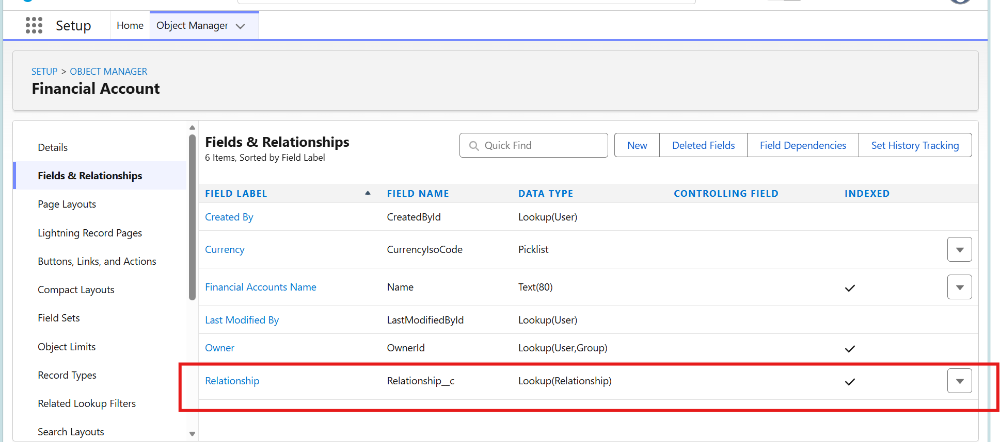 Setup
Home
Object Manager
SETUP > OBJECT MANAGER
Financial Account
Details
Fields & Relationships
Page Layouts
Lightning Record Pages
Buttons, Links, and Actions
Compact Layouts
Field Sets
Object Limits
Record Types
Related Lookup Filters
Search Layouts
Fields & Relationships
6 Items, Sorted by Field Label
Quick Find
New
Deleted Fields
Field Dependencies
Set History Tracking
FIELD LABEL FIELD NAME DATA TYPE CONTROLLING FIELD INDEXED
Created By CreatedById Lookup(User)
Currency CurrencyIsoCode Picklist
Financial Accounts Name Name Text(80)
Last Modified By LastModifiedById Lookup(User)
Owner OwnerId Lookup(User,Group)
Relationship Relationship__c Lookup(Relationship)